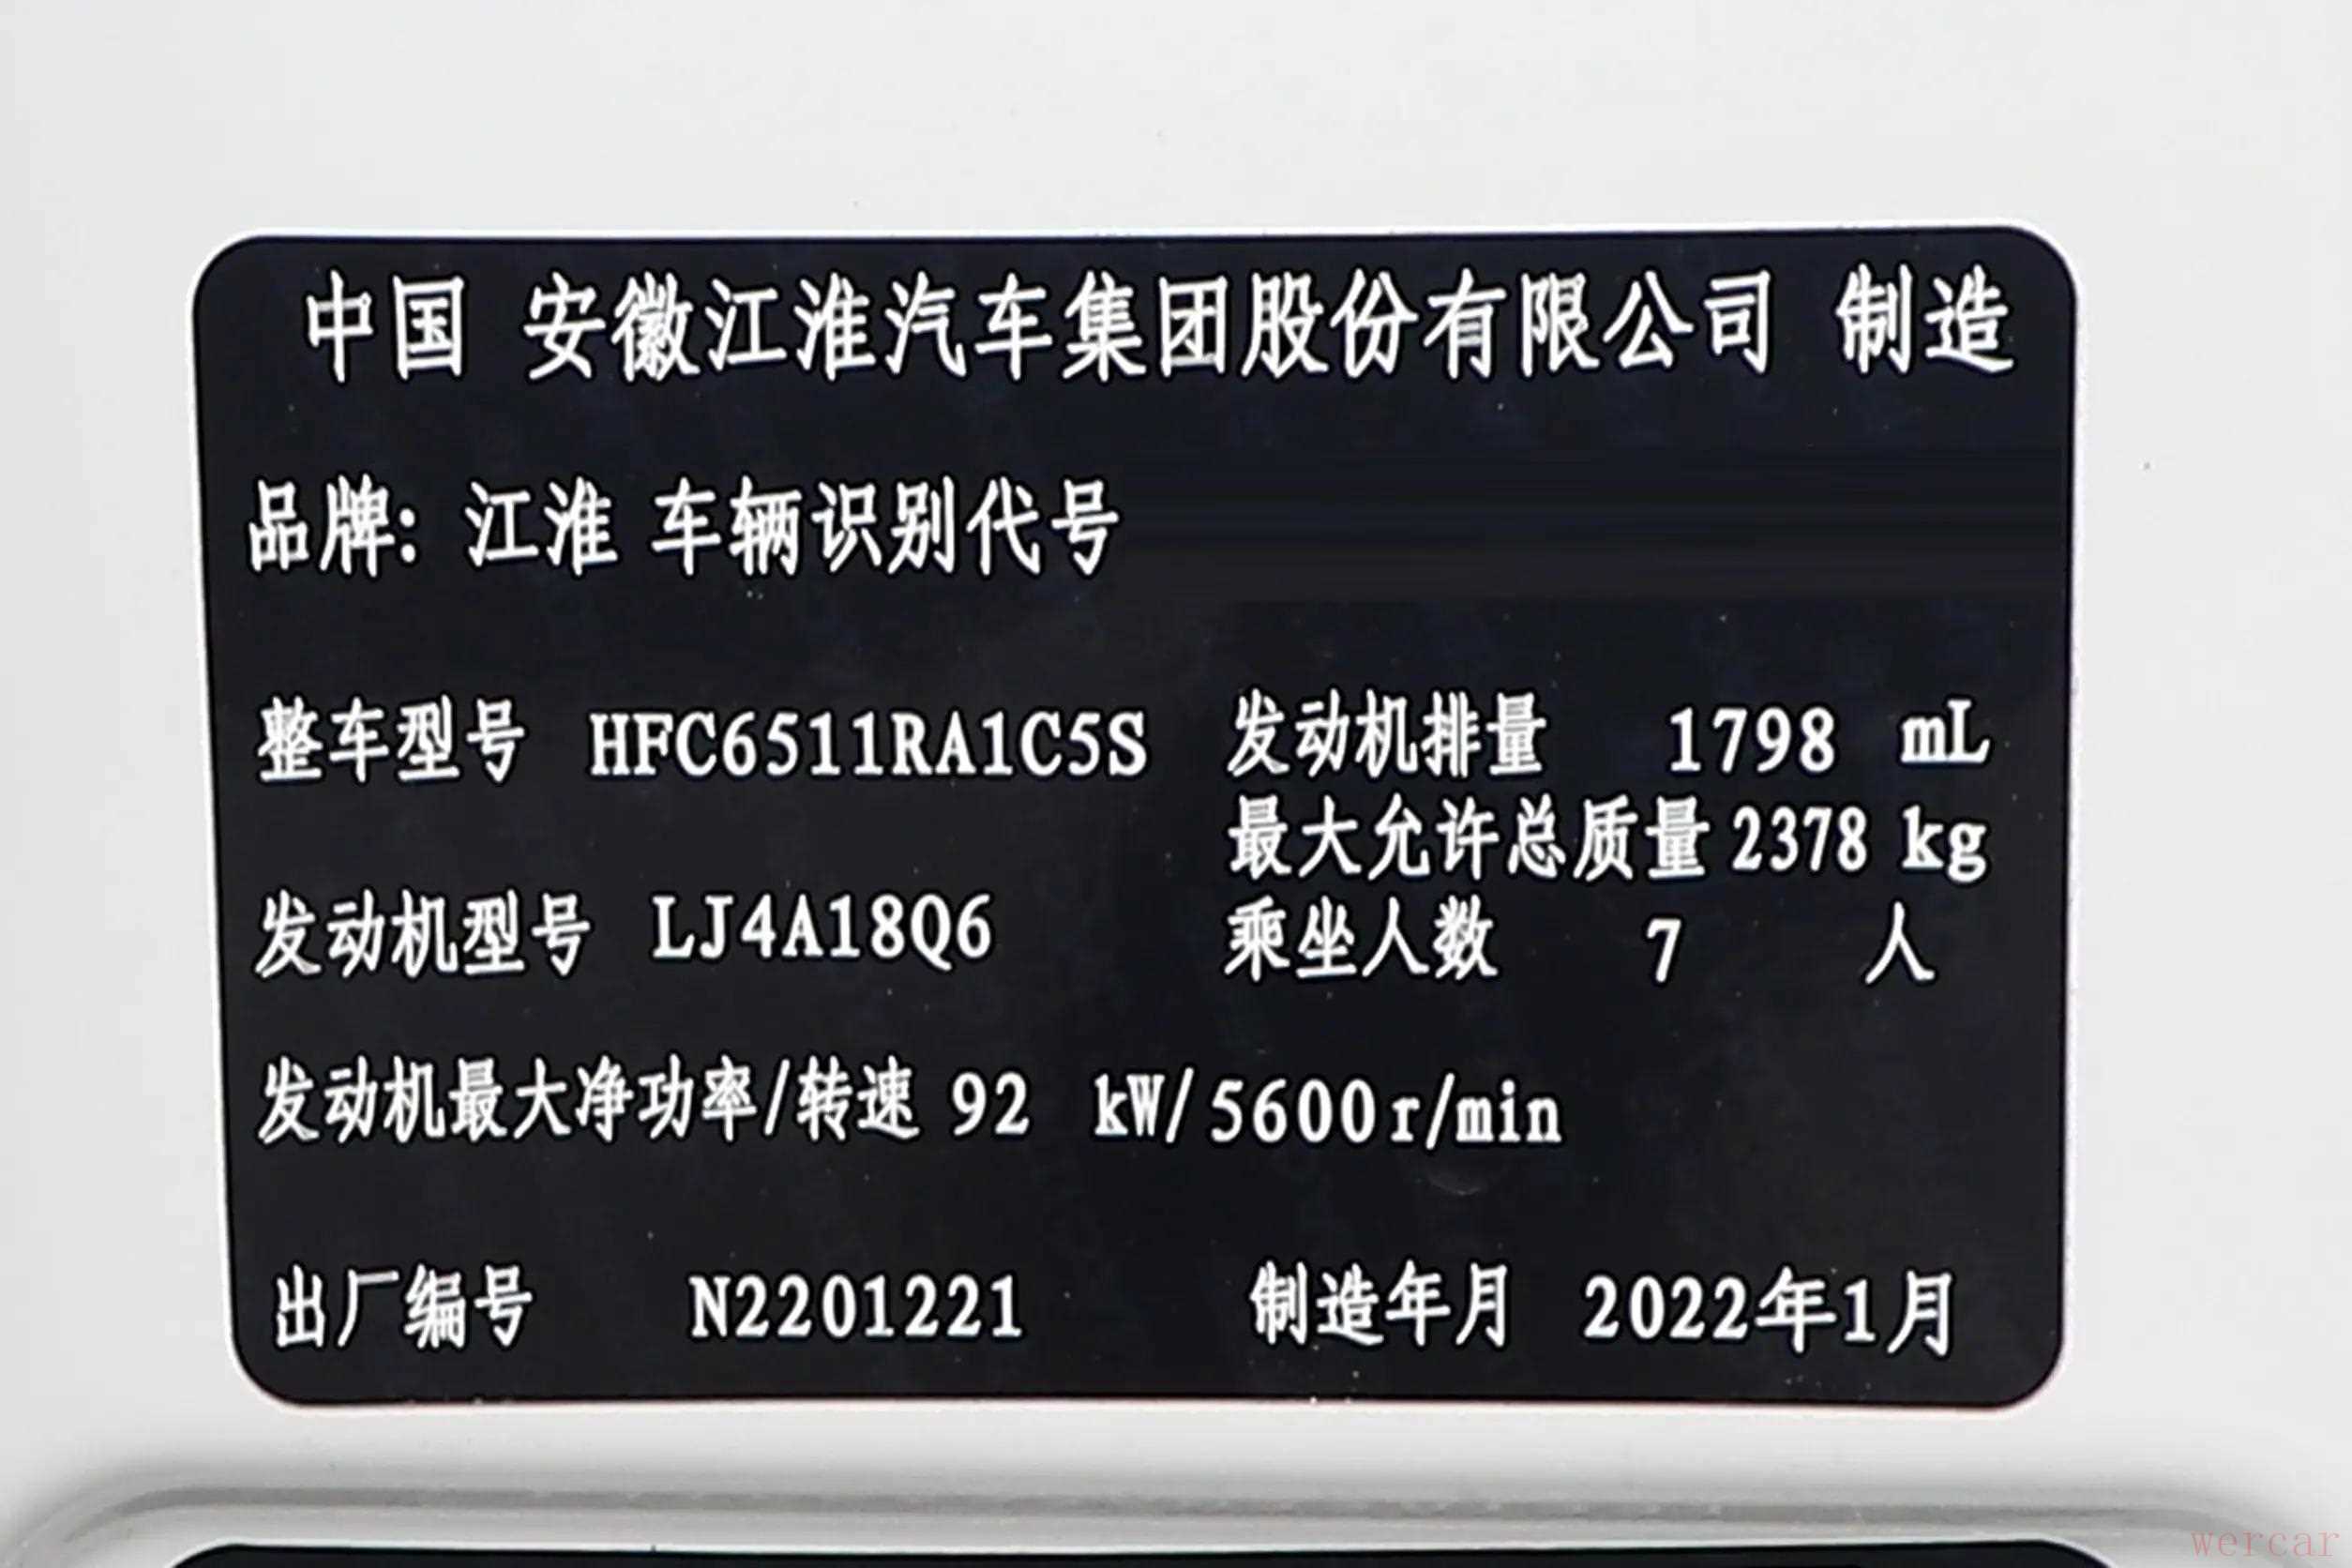 中国 安徽江淮汽车集团股份有限公司 制造
品牌: 江淮 车辆识别代号
整车型号 HFC6511RA1C5S 发动机排量 1798 mL
最大允许总质量 2378 kg
发动机型号 LJ4A18Q6 乘坐人数 7 人
发动机最大净功率/转速 92 kW/5600r/min
出厂编号 N2201221 制造年月 2022年1月
wercar